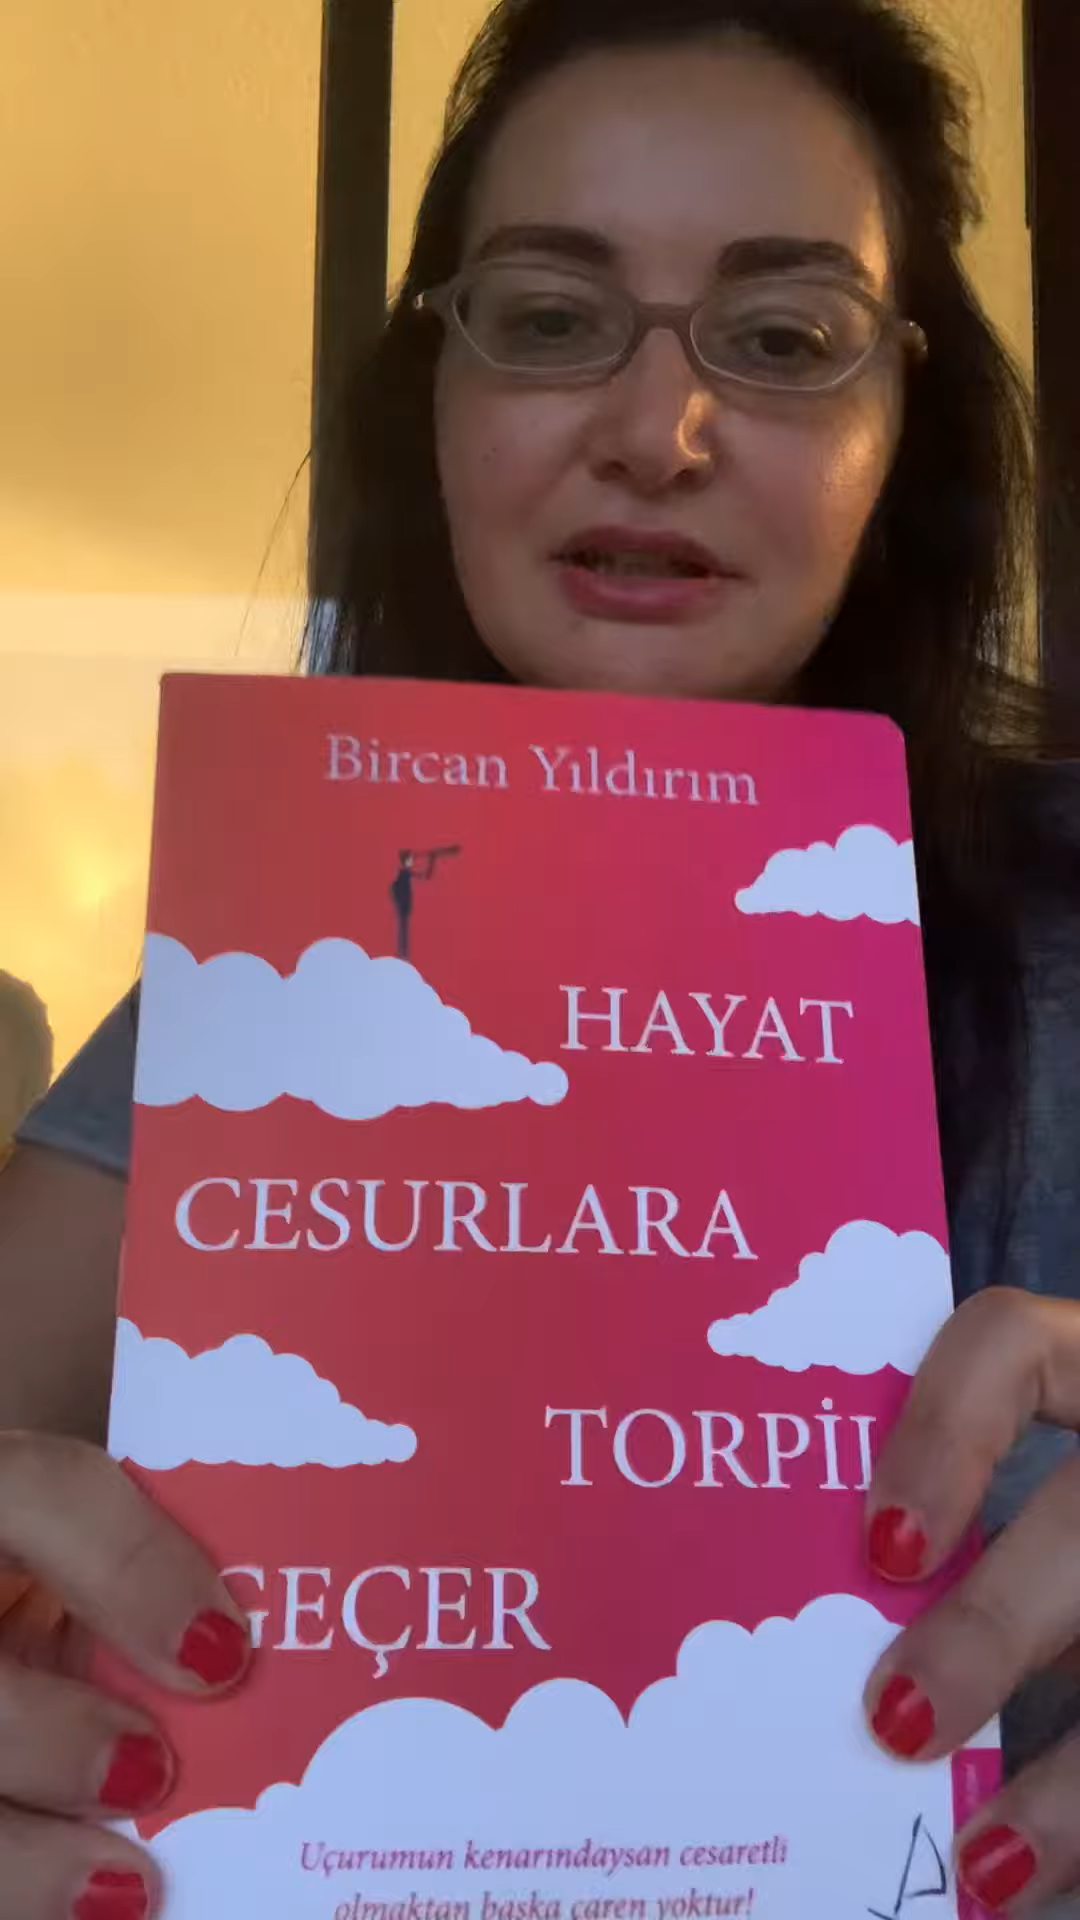 Bircan Yıldırım
HAYAT
CESURLARA
TORPİL
GEÇER
Uçurumun kenarındaysan cesaretli
olmaktan başka çaren yoktur!